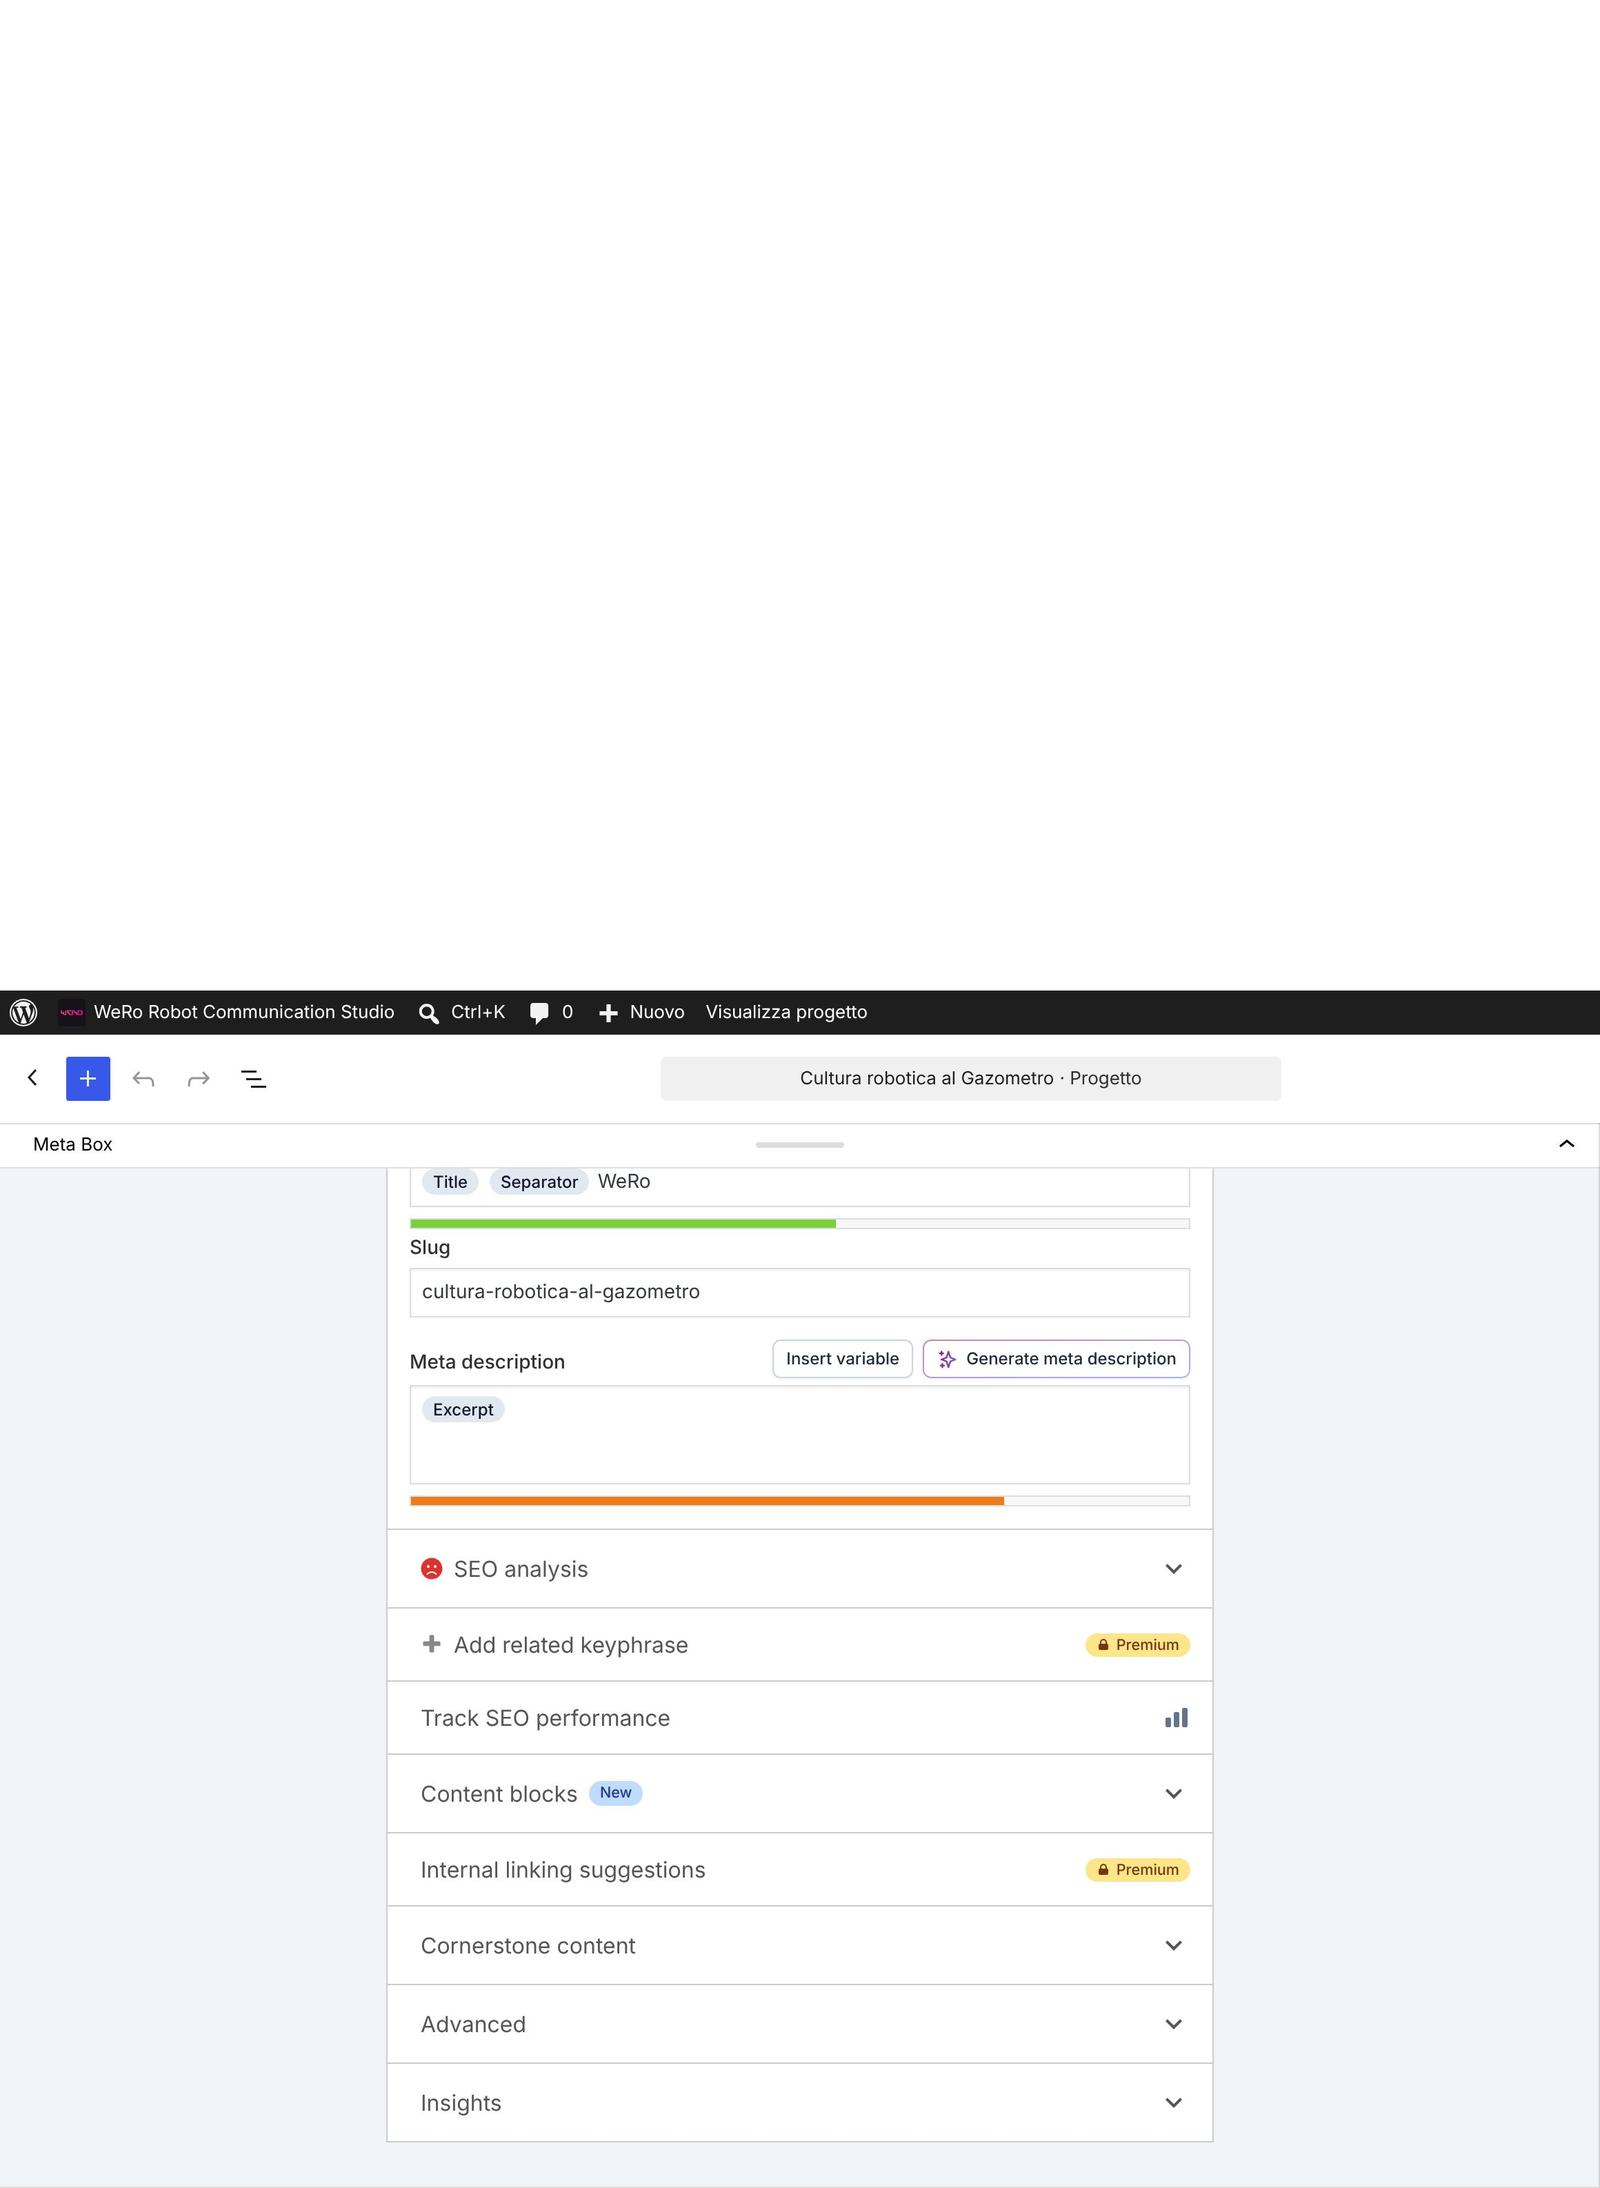 WeRo Robot Communication Studio Ctrl+K 0 Nuovo Visualizza progetto
Cultura robotica al Gazometro · Progetto
Meta Box
Title Separator WeRo
Slug
cultura-robotica-al-gazometro
Meta description Insert variable Generate meta description
Excerpt
SEO analysis
Add related keyphrase Premium
Track SEO performance
Content blocks New
Internal linking suggestions Premium
Cornerstone content
Advanced
Insights